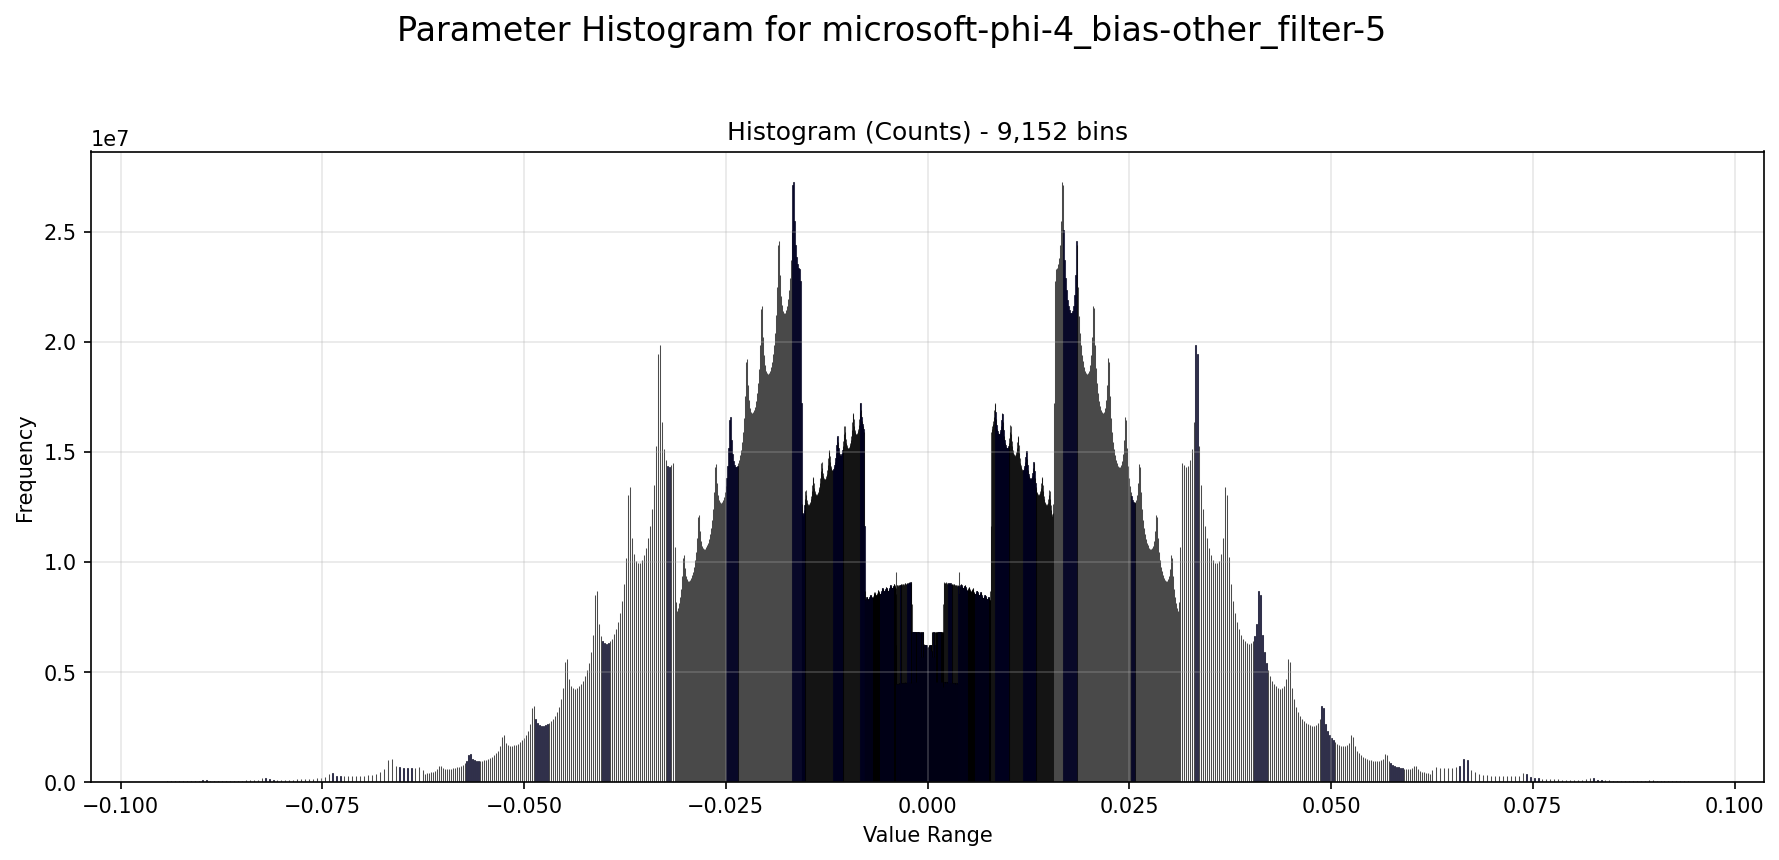 Parameter Histogram for microsoft-phi-4_bias-other_filter-5
Histogram (Counts) - 9,152 bins
1e7
2.5
2.0
1.5
1.0
0.5
0.0
Frequency
−0.100 −0.075 −0.050 −0.025 0.000 0.025 0.050 0.075 0.100
Value Range